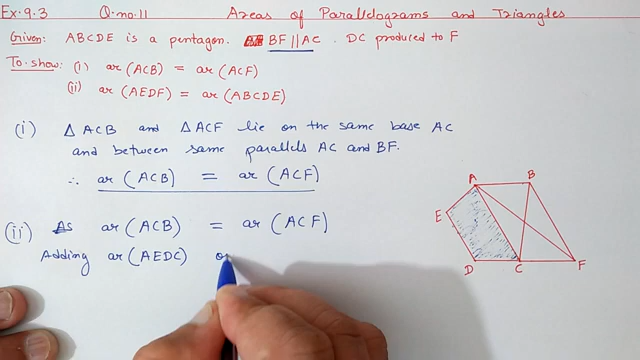 Ex.9.3 Q.no.11 Areas of Parallelograms and Triangles
Given: ABCDE is a pentagon. BF||AC. DC produced to F
To show: (i) ar(ACB) = ar(ACF)
(ii) ar(AEDF) = ar(ABCDE)
(i) △ ACB and △ ACF lie on the same base AC
and between same parallels AC and BF.
∴ ar(ACB) = ar(ACF)
(ii) As ar(ACB) = ar(ACF)
Adding ar(AEDC) o
A B
E
D C F